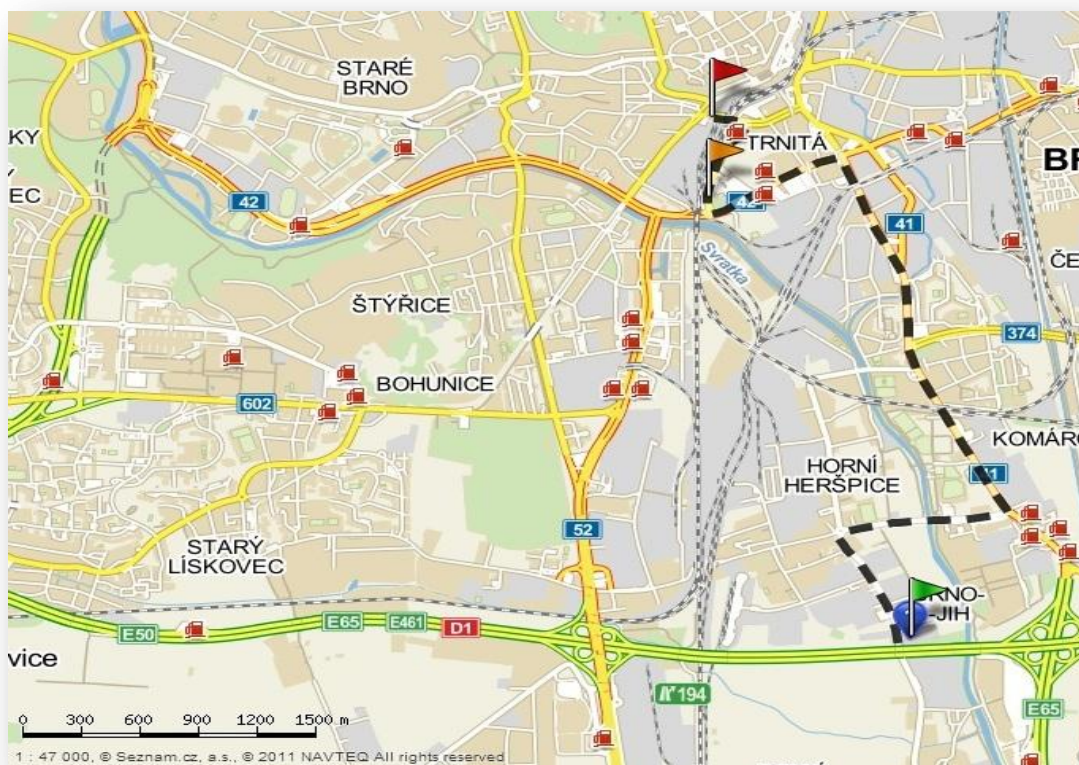 STARÉ
BRNO
TRNITÁ
BR
KY
EC
42
42
41
Svratka
ČE
ŠTÝŘICE
374
BOHUNICE
602
KOMÁRO
HORNÍ
HERŠPICE
41
52
STARÝ
LÍSKOVEC
RNO-
-JIH
E50
E65
E461
D1
vice
194
E65
0 300 600 900 1200 1500 m
1 : 47 000, © Seznam.cz, a.s., © 2011 NAVTEQ All rights reserved